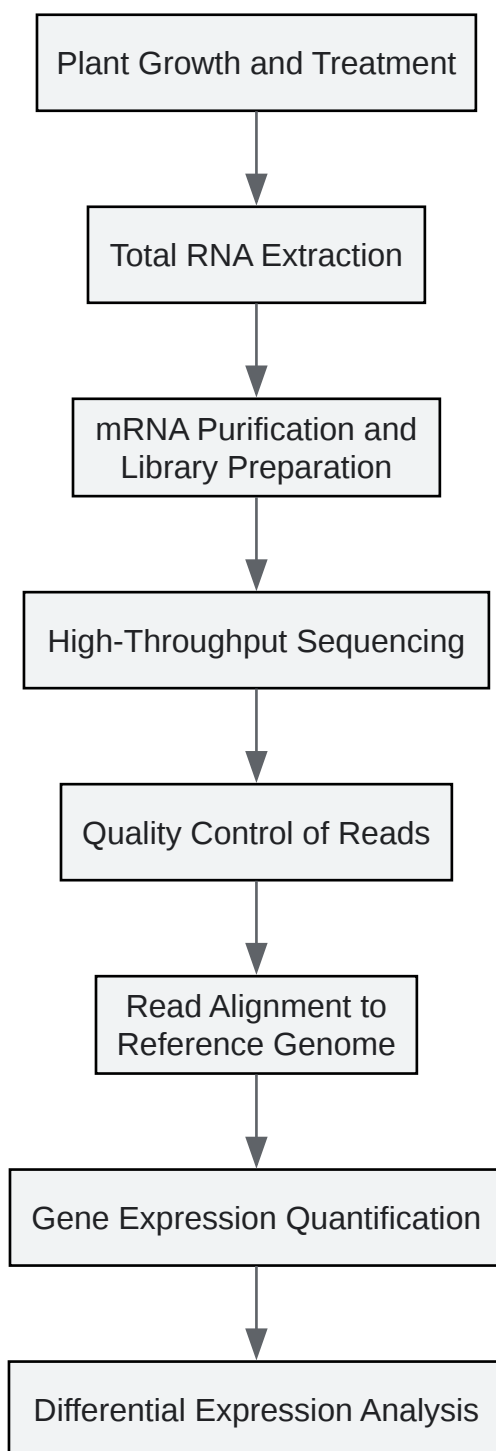 Plant Growth and Treatment
Total RNA Extraction
mRNA Purification and
Library Preparation
High-Throughput Sequencing
Quality Control of Reads
Read Alignment to
Reference Genome
Gene Expression Quantification
Differential Expression Analysis